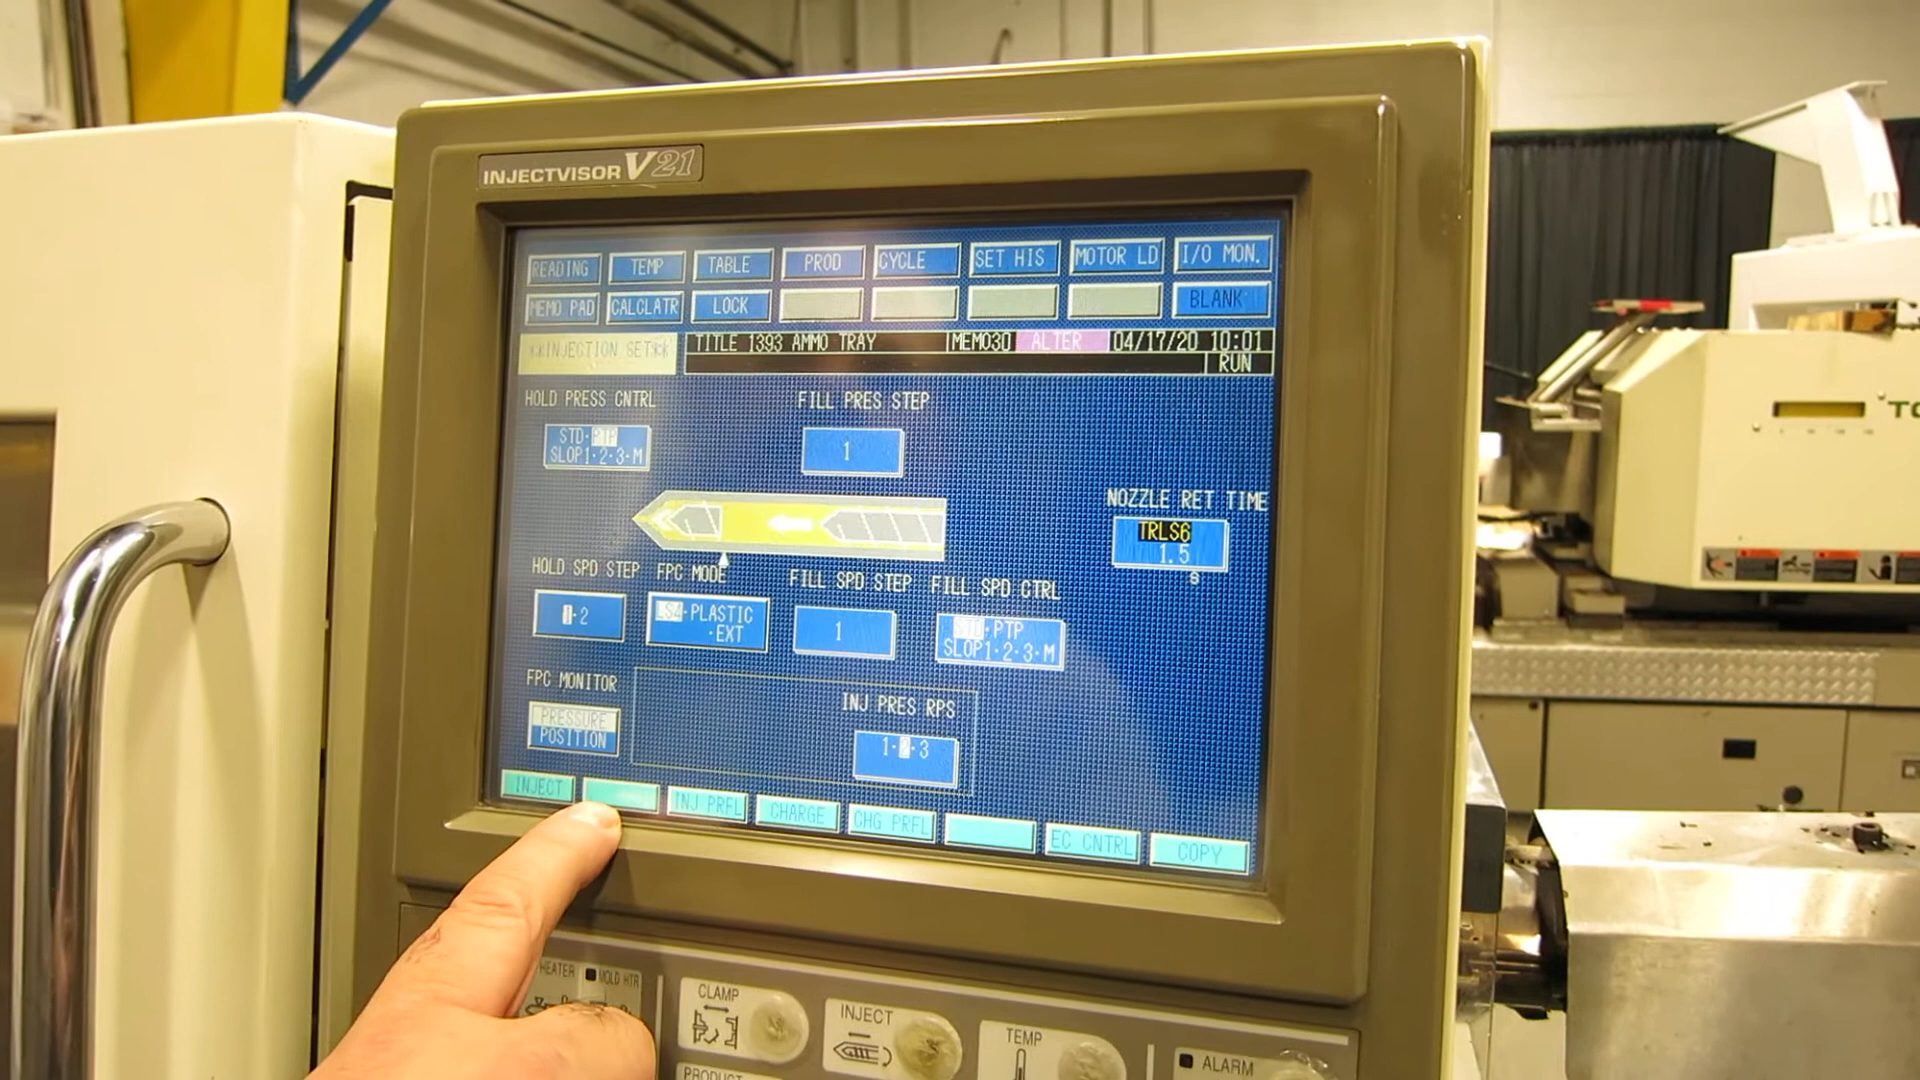 INJECTVISOR V21
READING TEMP TABLE PROD CYCLE SET HIS MOTOR LD I/O MON.
MEMO PAD CALCLATR LOCK BLANK
**INJECTION SET** TITLE 1393 AMMO TRAY MEMO30 ALTER 04/17/20 10:01
RUN
HOLD PRESS CNTRL FILL PRES STEP
STD·PTP
SLOP1·2·3·M
1
NOZZLE RET TIME
TRLS6
1.5
s
HOLD SPD STEP FPC MODE FILL SPD STEP FILL SPD CTRL
1·2
LS4·PLASTIC
·EXT
1
STD·PTP
SLOP1·2·3·M
FPC MONITOR
PRESSURE
POSITION
INJ PRES RPS
1·2·3
INJECT INJ PRFL CHARGE CHG PRFL EC CNTRL COPY
HEATER MOLD HTR
CLAMP
INJECT
TEMP
ALARM
PRODUCT
TO